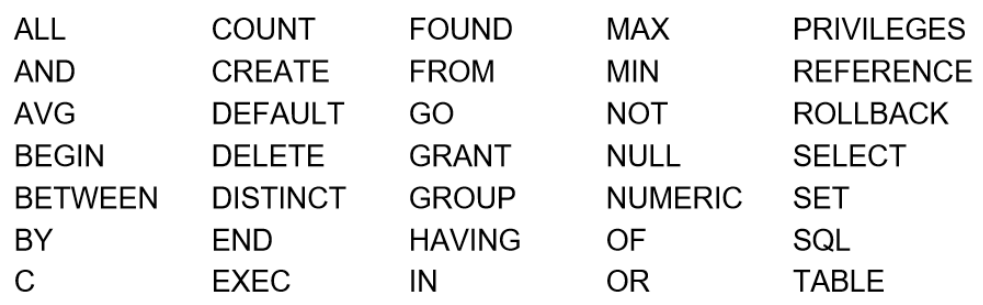 ALL COUNT FOUND MAX PRIVILEGES
AND CREATE FROM MIN REFERENCE
AVG DEFAULT GO NOT ROLLBACK
BEGIN DELETE GRANT NULL SELECT
BETWEEN DISTINCT GROUP NUMERIC SET
BY END HAVING OF SQL
C EXEC IN OR TABLE